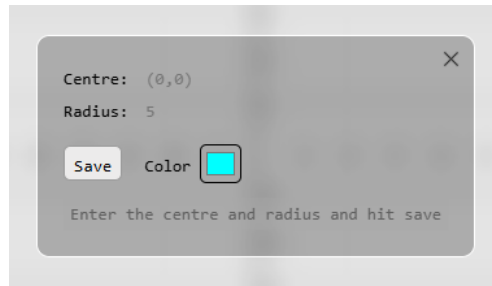 Centre: (0,0)
Radius: 5
Save Color
Enter the centre and radius and hit save